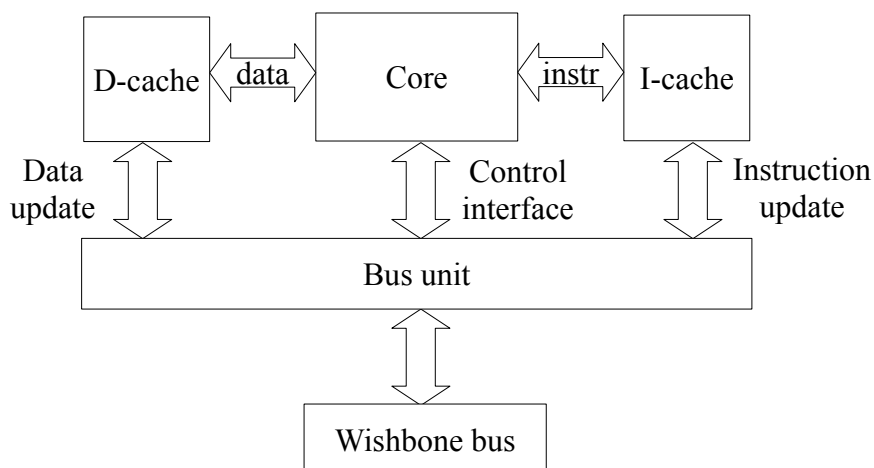 D-cache
data
Core
instr
I-cache
Data
update
Control
interface
Instruction
update
Bus unit
Wishbone bus